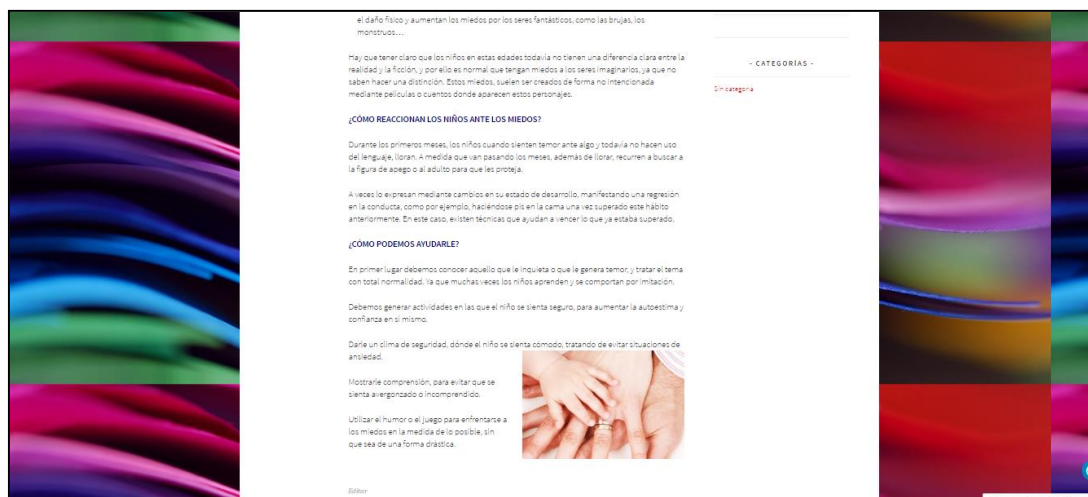 el daño físico y aumentan los miedos por los seres fantásticos, como las brujas, los
monstruos…
Hay que tener claro que los niños en estas edades todavía no tienen una diferencia clara entre la
realidad y la ficción, y por ello es normal que tengan miedos a los seres imaginarios, ya que no
saben hacer una distinción. Estos miedos, suelen ser creados de forma no intencionada
mediante películas o cuentos donde aparecen estos personajes.
¿CÓMO REACCIONAN LOS NIÑOS ANTE LOS MIEDOS?
Durante los primeros meses, los niños cuando sienten temor ante algo y todavía no hacen uso
del lenguaje, lloran. A medida que van pasando los meses, además de llorar, recurren a buscar a
la figura de apego o al adulto para que les proteja.
A veces lo expresan mediante cambios en su estado de desarrollo, manifestando una regresión
en la conducta, como por ejemplo, haciéndose pis en la cama una vez superado este hábito
anteriormente. En este caso, existen técnicas que ayudan a vencer lo que ya estaba superado.
¿CÓMO PODEMOS AYUDARLE?
En primer lugar debemos conocer aquello que le inquieta o que le genera temor, y tratar el tema
con total normalidad. Ya que muchas veces los niños aprenden y se comportan por imitación.
Debemos generar actividades en las que el niño se sienta seguro, para aumentar la autoestima y
confianza en si mismo.
Darle un clima de seguridad, dónde el niño se sienta cómodo, tratando de evitar situaciones de
ansiedad.
Mostrarle comprensión, para evitar que se
sienta avergonzado o incomprendido.
Utilizar el humor o el juego para enfrentarse a
los miedos en la medida de lo posible, sin
que sea de una forma drástica.
Editor
- CATEGORÍAS -
Sin categoría